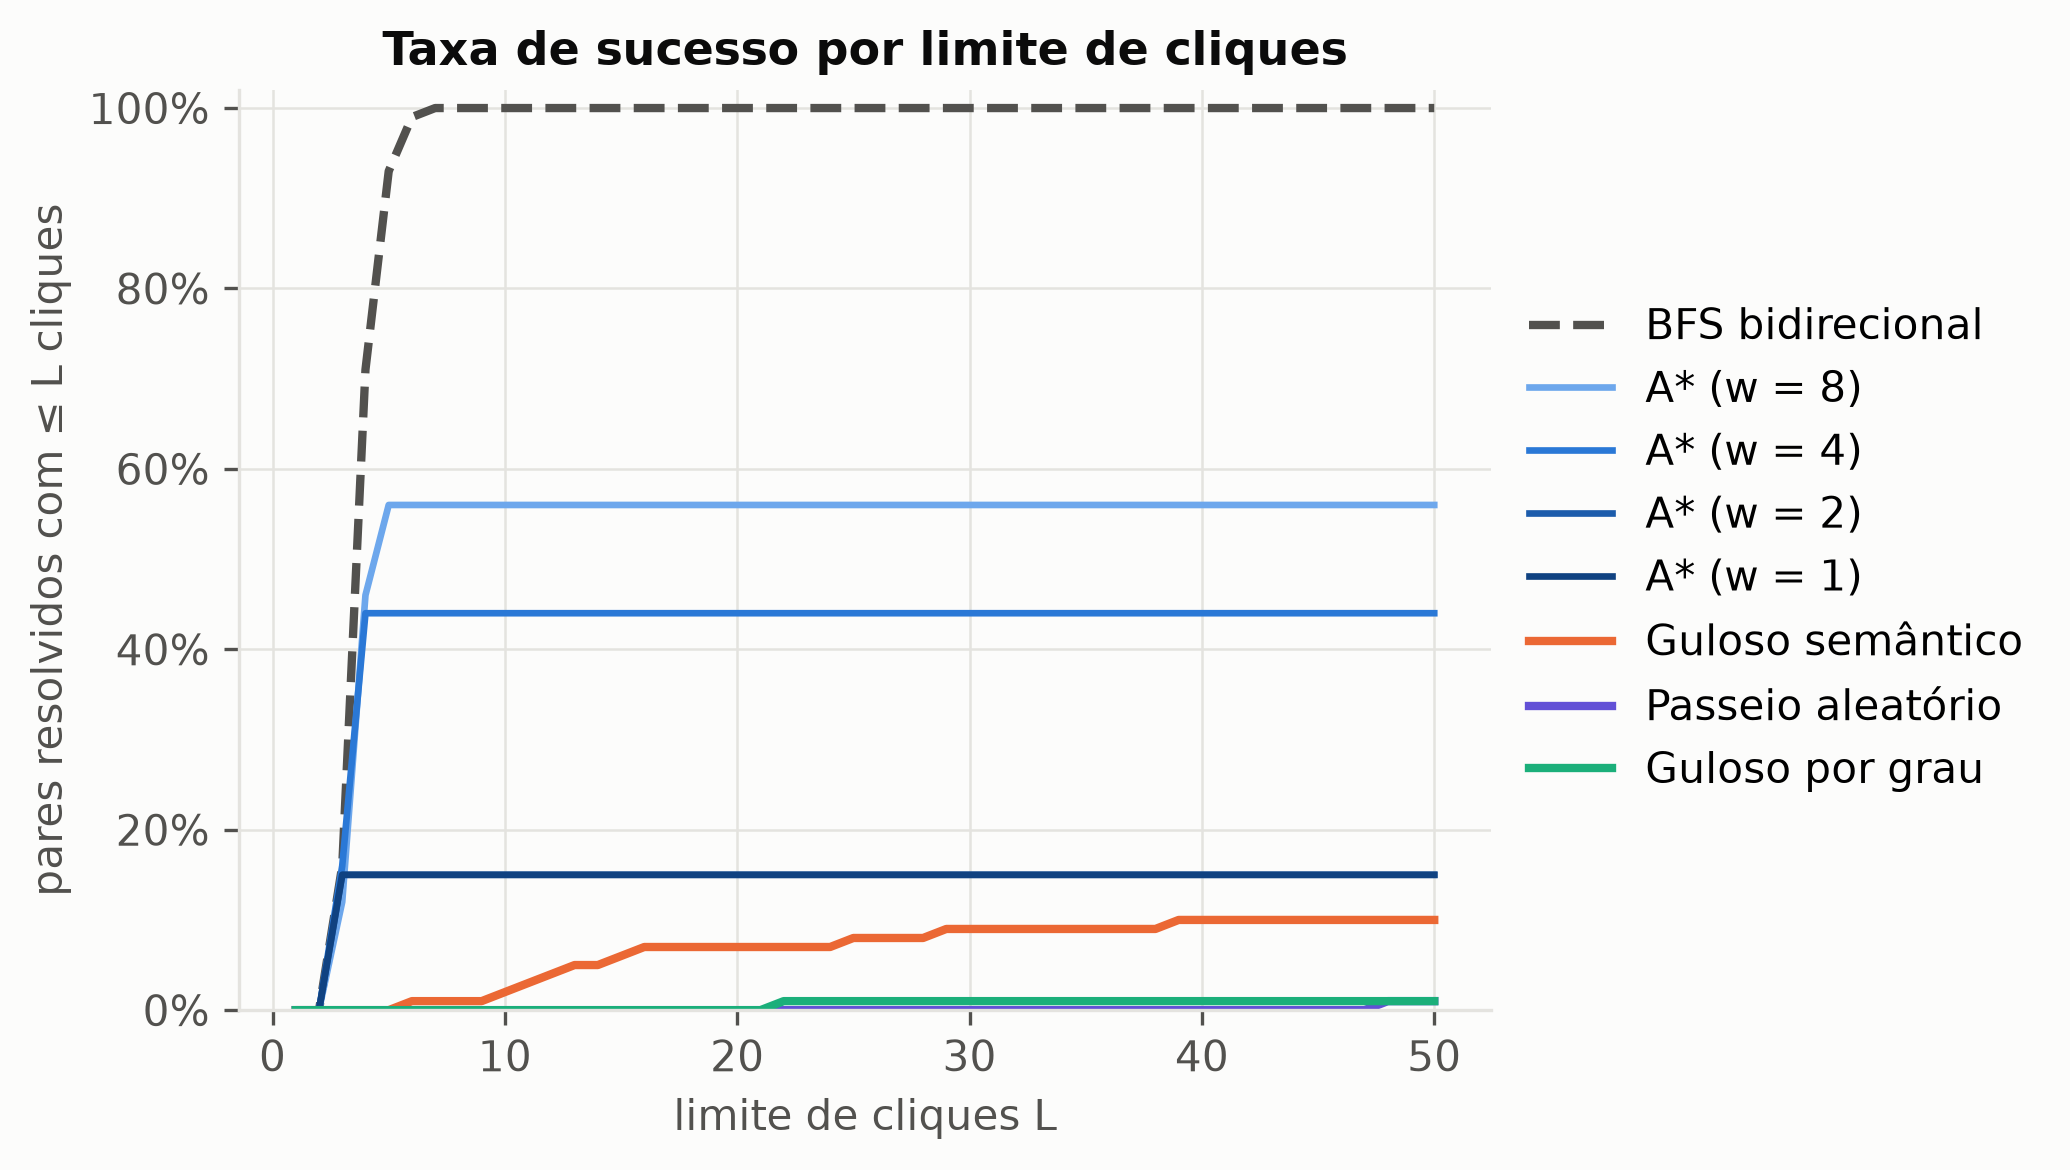 Taxa de sucesso por limite de cliques
pares resolvidos com ≤ L cliques
100%
80%
60%
40%
20%
0%
0
10
20
30
40
50
limite de cliques L
BFS bidirecional
A* (w = 8)
A* (w = 4)
A* (w = 2)
A* (w = 1)
Guloso semântico
Passeio aleatório
Guloso por grau